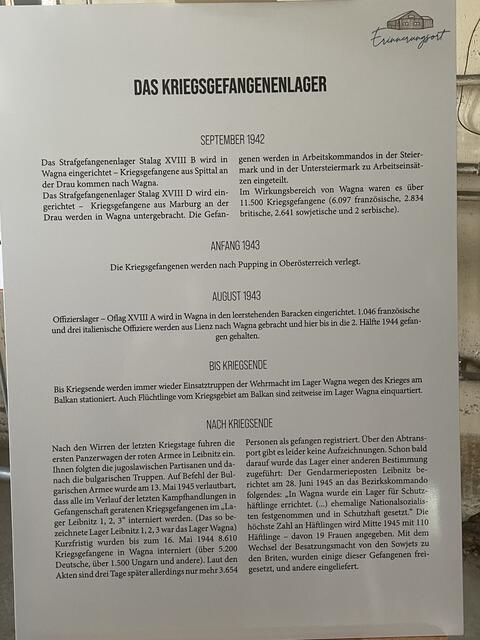 Erinnerungsort
DAS KRIEGSGEFANGENENLAGER
SEPTEMBER 1942
Das Strafgefangenenlager Stalag XVIII B wird in
Wagna eingerichtet – Kriegsgefangene aus Spittal an
der Drau kommen nach Wagna.
Das Strafgefangenenlager Stalag XVIII D wird ein-
gerichtet – Kriegsgefangene aus Marburg an der
Drau werden in Wagna untergebracht. Die Gefan-
genen werden in Arbeitskommandos in der Steier-
mark und in der Untersteiermark zu Arbeitseinsät-
zen eingeteilt.
Im Wirkungsbereich von Wagna waren es über
11.500 Kriegsgefangene (6.097 französische, 2.834
britische, 2.641 sowjetische und 2 serbische).
ANFANG 1943
Die Kriegsgefangenen werden nach Pupping in Oberösterreich verlegt.
AUGUST 1943
Offizierslager – Oflag XVIII A wird in Wagna in den leerstehenden Baracken eingerichtet. 1.046 französische
und drei italienische Offiziere werden aus Lienz nach Wagna gebracht und hier bis in die 2. Hälfte 1944 gefan-
gen gehalten.
BIS KRIEGSENDE
Bis Kriegsende werden immer wieder Einsatztruppen der Wehrmacht im Lager Wagna wegen des Krieges am
Balkan stationiert. Auch Flüchtlinge vom Kriegsgebiet am Balkan sind zeitweise im Lager Wagna einquartiert.
NACH KRIEGSENDE
Nach den Wirren der letzten Kriegstage fuhren die
ersten Panzerwagen der roten Armee in Leibnitz ein.
Ihnen folgten die jugoslawischen Partisanen und da-
nach die bulgarischen Truppen. Auf Befehl der Bul-
garischen Armee wurde am 13. Mai 1945 verlautbart,
dass alle im Verlauf der letzten Kampfhandlungen in
Gefangenschaft geratenen Kriegsgefangenen im „La-
ger Leibnitz 1, 2, 3" interniert werden. (Das so be-
zeichnete Lager Leibnitz 1, 2, 3 war das Lager Wagna)
Kurzfristig wurden bis zum 16. Mai 1944 8.610
Kriegsgefangene in Wagna interniert (über 5.200
Deutsche, über 1.500 Ungarn und andere). Laut den
Akten sind drei Tage später allerdings nur mehr 3.654
Personen als gefangen registriert. Über den Abtrans-
port gibt es leider keine Aufzeichnungen. Schon bald
darauf wurde das Lager einer anderen Bestimmung
zugeführt: Der Gendarmerieposten Leibnitz be-
richtet am 28. Juni 1945 an das Bezirkskommando
folgendes: „In Wagna wurde ein Lager für Schutz-
häftlinge errichtet. (...) ehemalige Nationalsozialis-
ten festgenommen und in Schutzhaft gesetzt." Die
höchste Zahl an Häftlingen wird Mitte 1945 mit 110
Häftlinge – davon 19 Frauen angegeben. Mit dem
Wechsel der Besatzungsmacht von den Sowjets zu
den Briten, wurden einige dieser Gefangenen frei-
gesetzt, und andere eingeliefert.